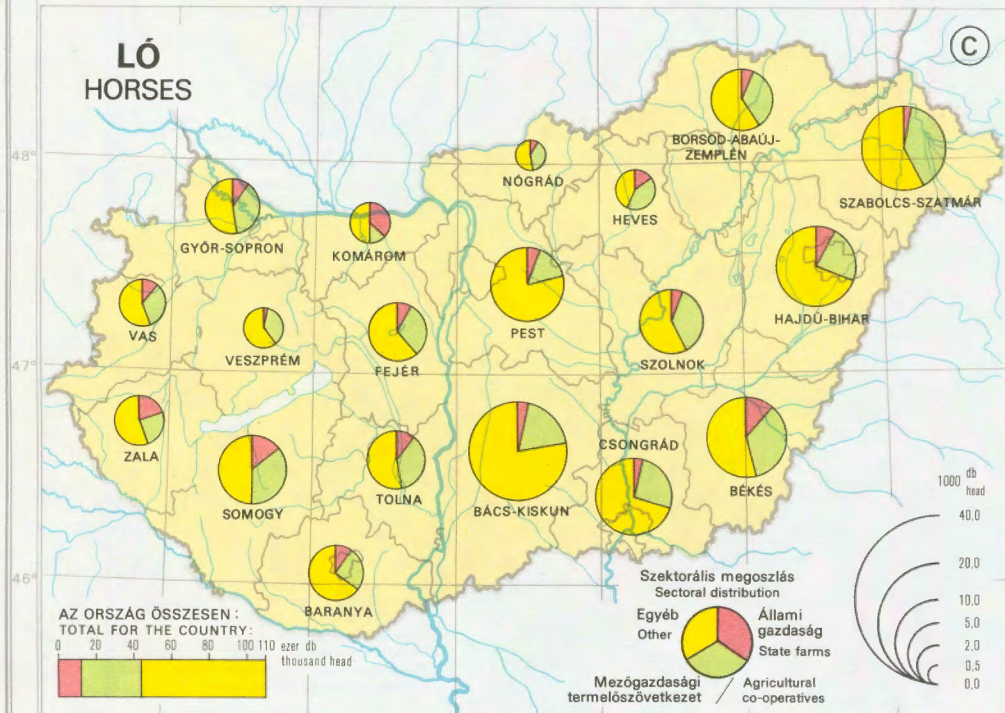 LÓ
HORSES
C
48°
47°
46°
BORSOD-ABAÚJ-
ZEMPLÉN
SZABOLCS-SZATMÁR
NÓGRÁD
HEVES
GYŐR-SOPRON
KOMÁROM
PEST
HAJDÚ-BIHAR
VAS
VESZPRÉM
FEJÉR
SZOLNOK
ZALA
SOMOGY
TOLNA
BÁCS-KISKUN
CSONGRÁD
BÉKÉS
BARANYA
1000 db
head
40,0
20,0
10,0
5,0
2,0
0,5
0,0
AZ ORSZÁG ÖSSZESEN:
TOTAL FOR THE COUNTRY:
0 20 40 60 80 100 110 ezer db
thousand head
Szektorális megoszlás
Sectoral distribution
Egyéb
Other
Állami
gazdaság
State farms
Mezőgazdasági
termelőszövetkezet
Agricultural
co-operatives